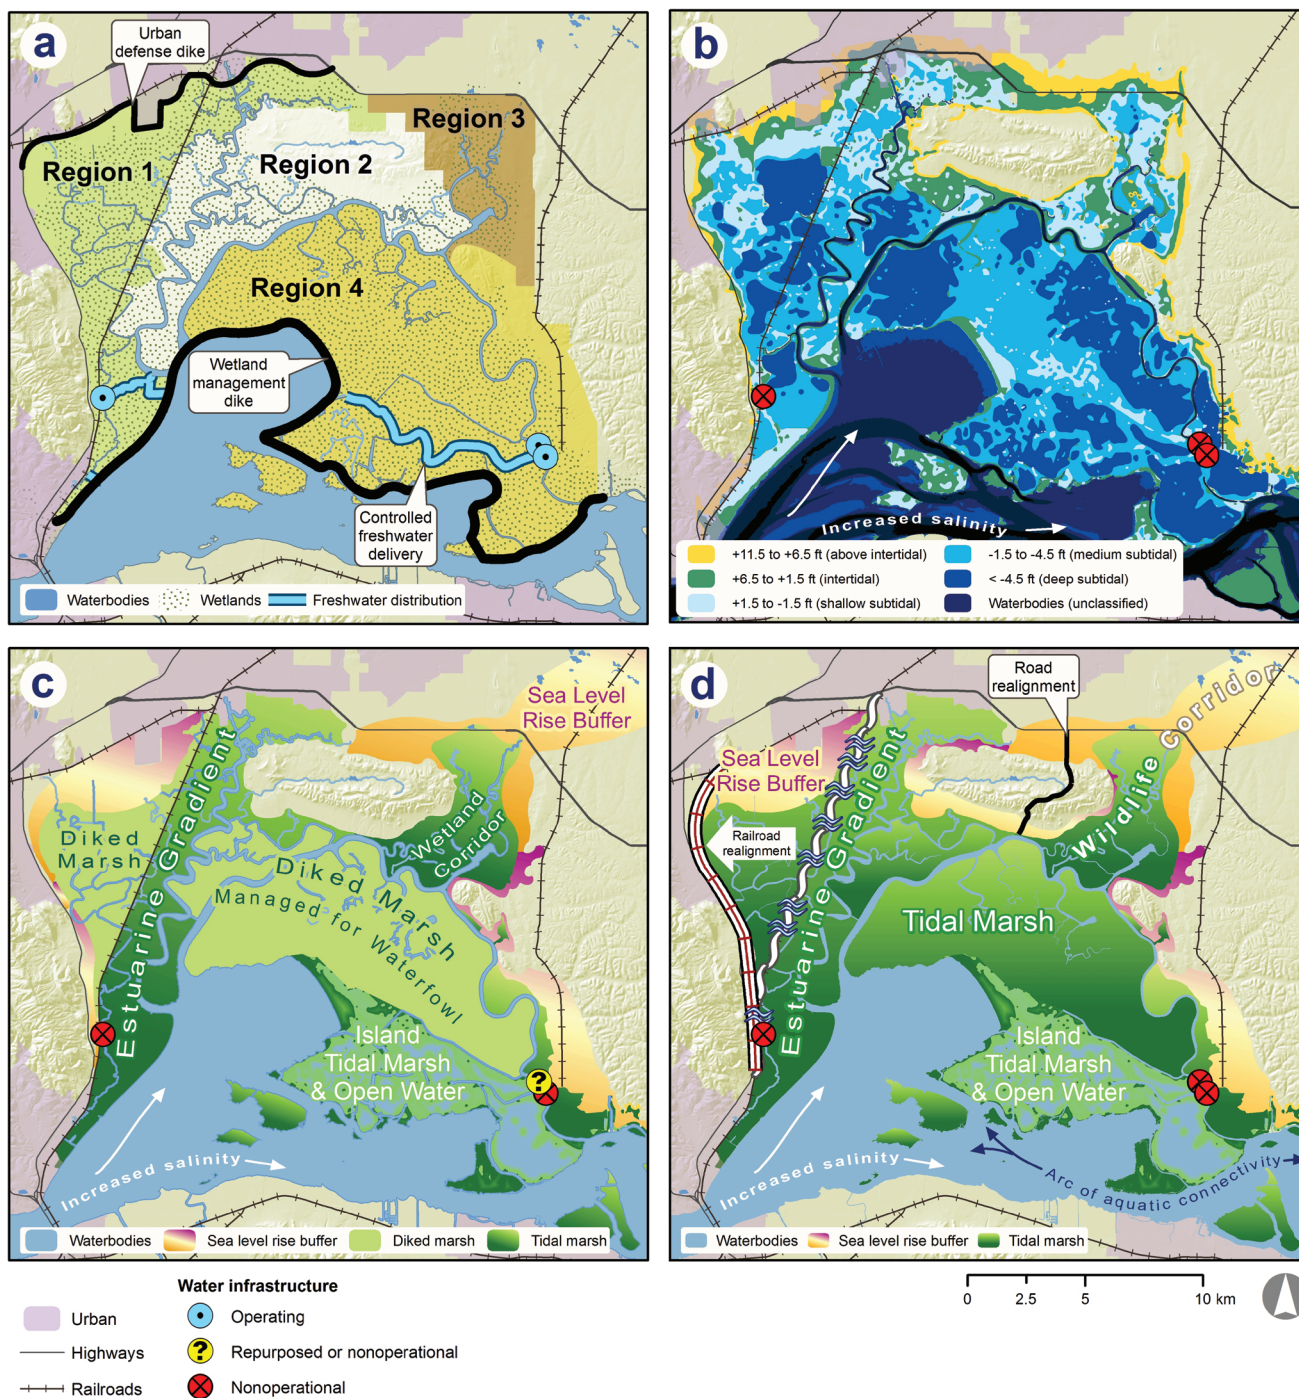 a
Urban
defense dike
Region 1
Region 2
Region 3
Region 4
Wetland
management
dike
Controlled
freshwater
delivery
Waterbodies
Wetlands
Freshwater distribution
b
Increased salinity
+11.5 to +6.5 ft (above intertidal)
+6.5 to +1.5 ft (intertidal)
+1.5 to -1.5 ft (shallow subtidal)
-1.5 to -4.5 ft (medium subtidal)
< -4.5 ft (deep subtidal)
Waterbodies (unclassified)
c
Sea Level
Rise Buffer
Diked
Marsh
Estuarine Gradient
Wetland
Corridor
Diked Marsh
Managed for Waterfowl
Island
Tidal Marsh
& Open Water
?
Increased salinity
Waterbodies
Sea level rise buffer
Diked marsh
Tidal marsh
d
Road
realignment
Wildlife Corridor
Sea Level
Rise Buffer
Railroad
realignment
Estuarine Gradient
Tidal Marsh
Island
Tidal Marsh
& Open Water
Increased salinity
Arc of aquatic connectivity
Waterbodies
Sea level rise buffer
Tidal marsh
Urban
Highways
Railroads
Water infrastructure
Operating
? Repurposed or nonoperational
Nonoperational
0 2.5 5 10 km